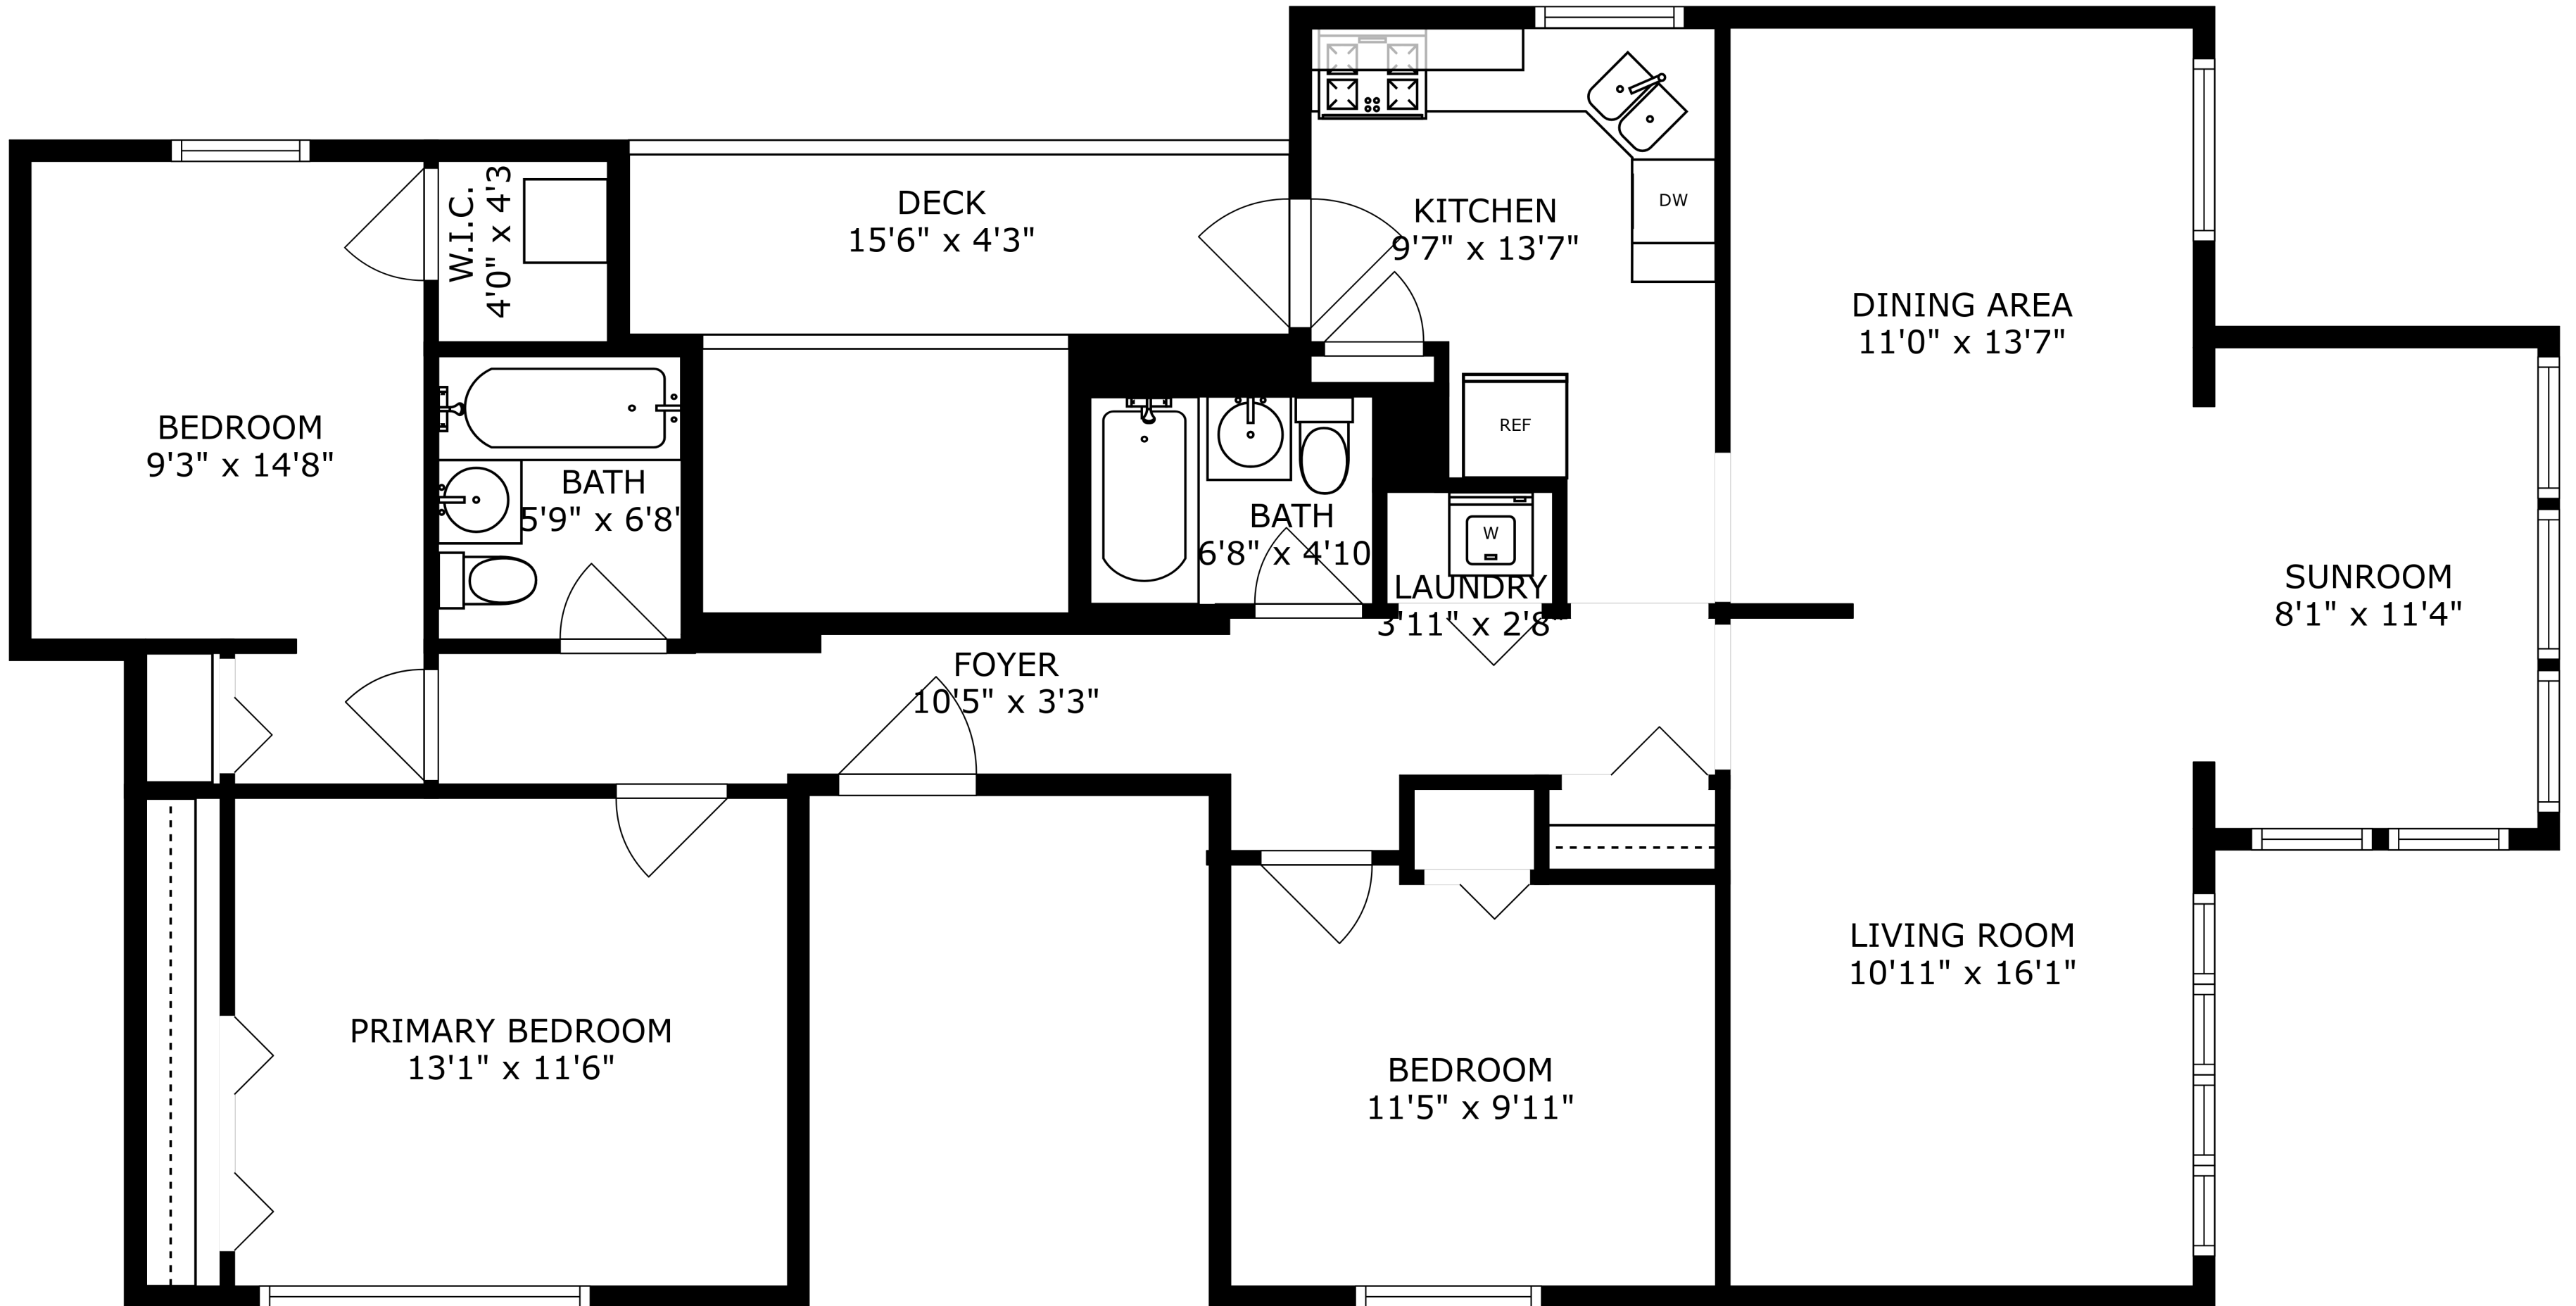 DECK
15'6" x 4'3"
KITCHEN
9'7" x 13'7"
DW
W.I.C.
4'0" x 4'3
DINING AREA
11'0" x 13'7"
BEDROOM
9'3" x 14'8"
BATH
5'9" x 6'8"
REF
BATH
6'8" x 4'10
W
LAUNDRY
3'11" x 2'8"
SUNROOM
8'1" x 11'4"
FOYER
10'5" x 3'3"
LIVING ROOM
10'11" x 16'1"
PRIMARY BEDROOM
13'1" x 11'6"
BEDROOM
11'5" x 9'11"